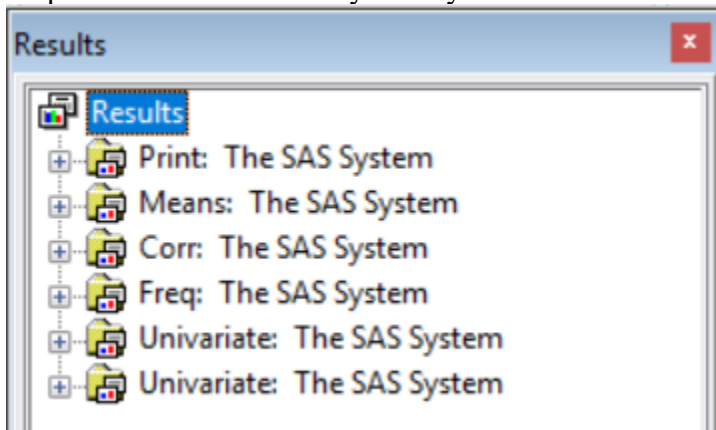 Results
Results
Print: The SAS System
Means: The SAS System
Corr: The SAS System
Freq: The SAS System
Univariate: The SAS System
Univariate: The SAS System